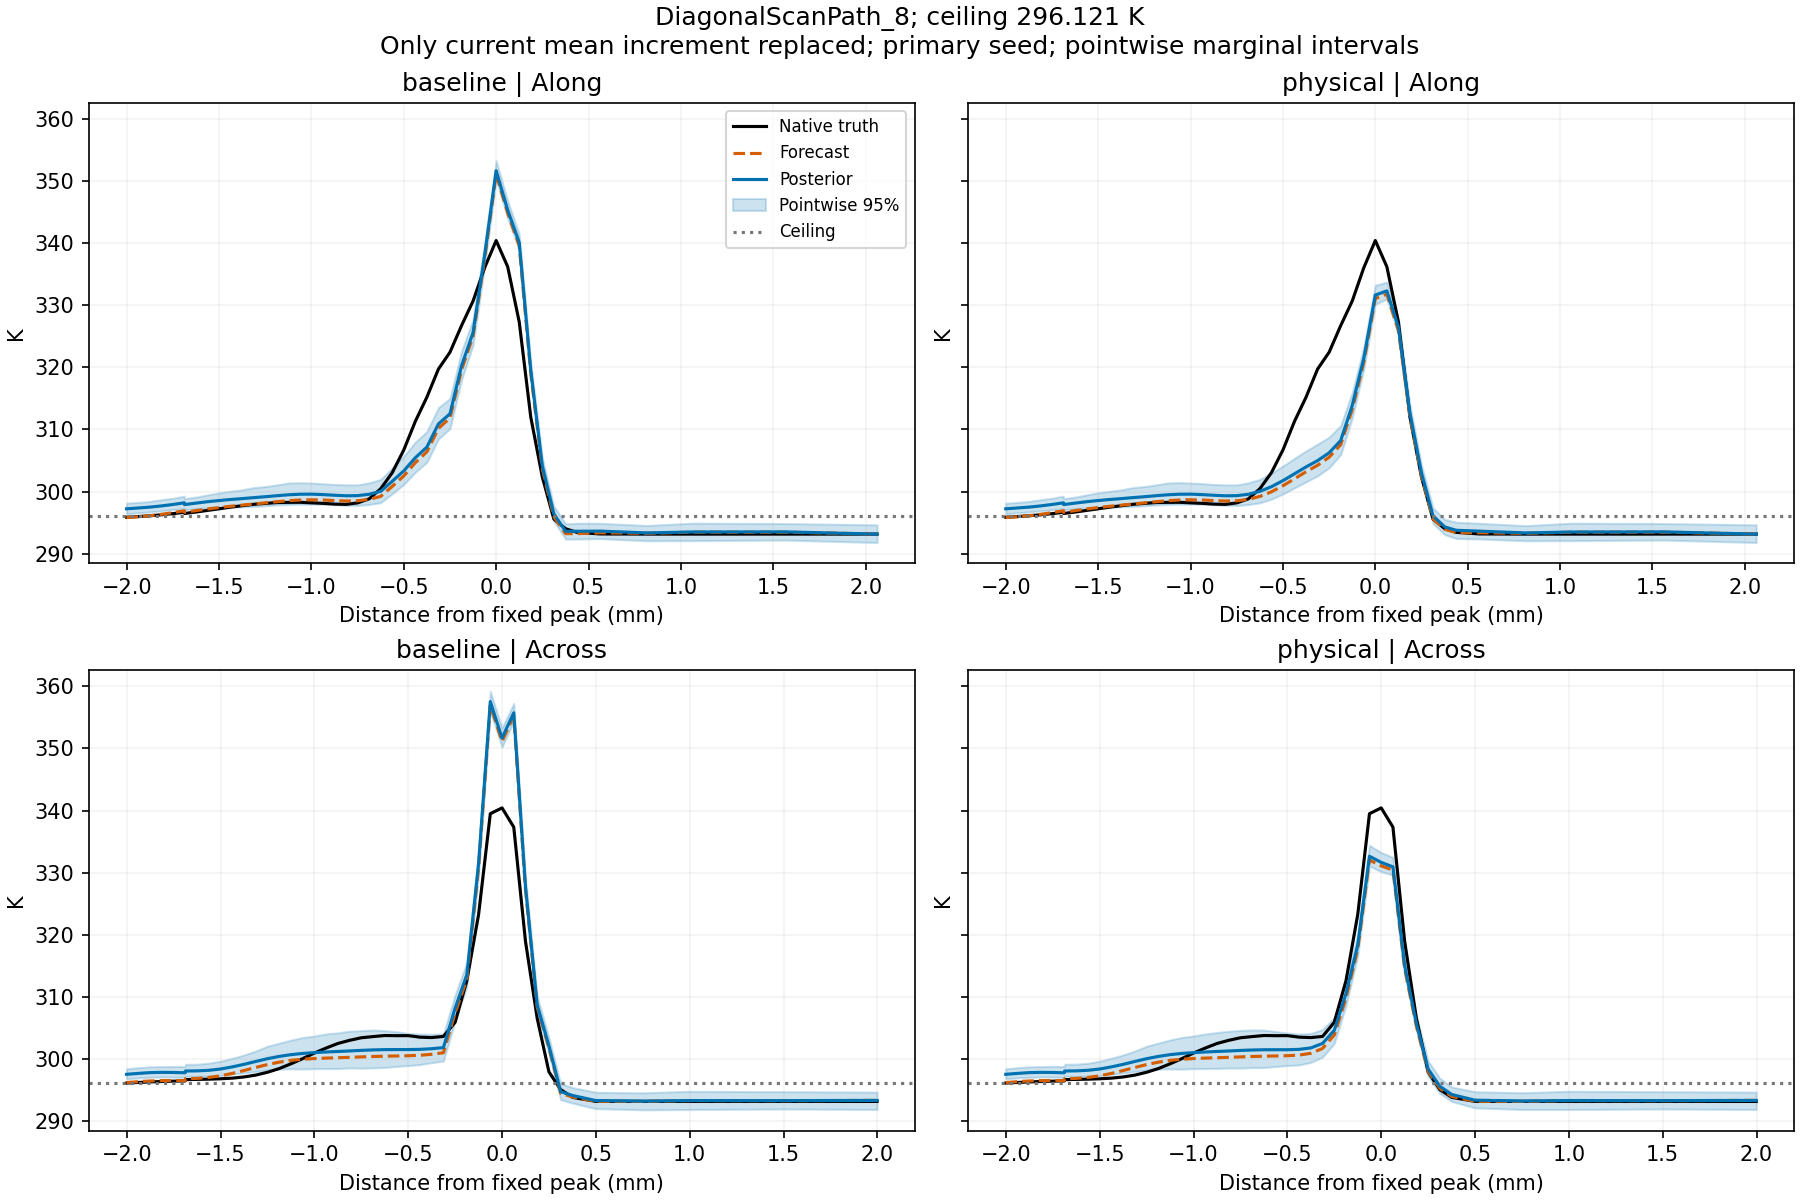 DiagonalScanPath_8; ceiling 296.121 K
Only current mean increment replaced; primary seed; pointwise marginal intervals
baseline | Along
360
350
340
330
320
310
300
290
K
Native truth
Forecast
Posterior
Pointwise 95%
Ceiling
−2.0 −1.5 −1.0 −0.5 0.0 0.5 1.0 1.5 2.0
Distance from fixed peak (mm)
physical | Along
K
−2.0 −1.5 −1.0 −0.5 0.0 0.5 1.0 1.5 2.0
Distance from fixed peak (mm)
baseline | Across
360
350
340
330
320
310
300
290
K
−2.0 −1.5 −1.0 −0.5 0.0 0.5 1.0 1.5 2.0
Distance from fixed peak (mm)
physical | Across
K
−2.0 −1.5 −1.0 −0.5 0.0 0.5 1.0 1.5 2.0
Distance from fixed peak (mm)